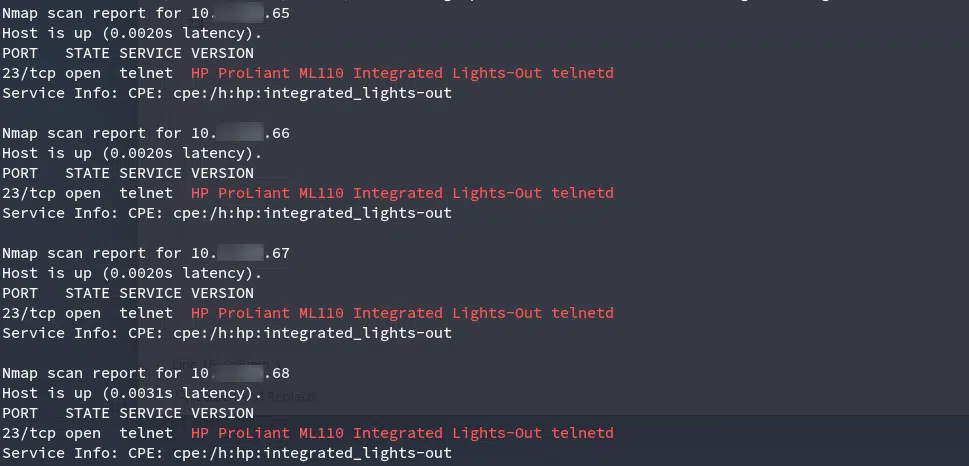 Nmap scan report for 10. .65
Host is up (0.0020s latency).
PORT   STATE SERVICE VERSION
23/tcp open  telnet  HP ProLiant ML110 Integrated Lights-Out telnetd
Service Info: CPE: cpe:/h:hp:integrated_lights-out

Nmap scan report for 10. .66
Host is up (0.0020s latency).
PORT   STATE SERVICE VERSION
23/tcp open  telnet  HP ProLiant ML110 Integrated Lights-Out telnetd
Service Info: CPE: cpe:/h:hp:integrated_lights-out

Nmap scan report for 10. .67
Host is up (0.0020s latency).
PORT   STATE SERVICE VERSION
23/tcp open  telnet  HP ProLiant ML110 Integrated Lights-Out telnetd
Service Info: CPE: cpe:/h:hp:integrated_lights-out

Nmap scan report for 10. .68
Host is up (0.0031s latency).
PORT   STATE SERVICE VERSION
23/tcp open  telnet  HP ProLiant ML110 Integrated Lights-Out telnetd
Service Info: CPE: cpe:/h:hp:integrated_lights-out